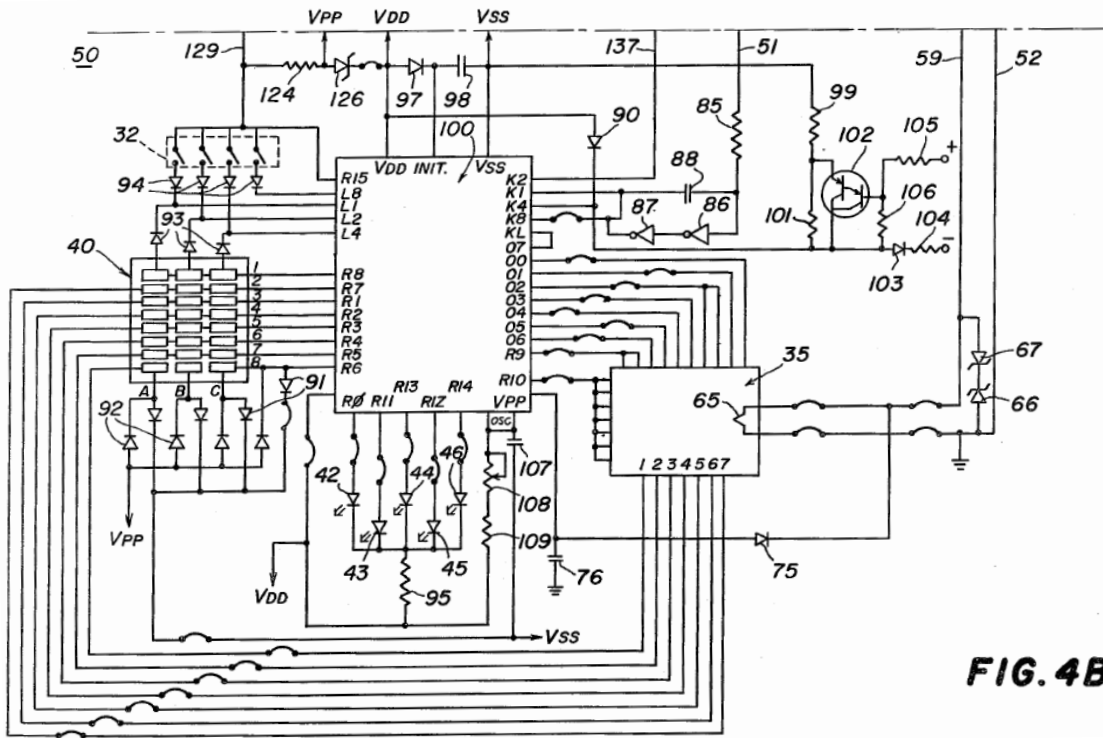 VPP VDD VSS
50 129 137 51 59 52
124 126 97 98 99
90 85 102 105 +
32 100
VDD INIT. VSS
94
R15 K2
L8 K1 88
L1 K4 101 106 104 -
L2 K8 87 86
93 L4 KL
07 103
40 00
1 R8 01
2 R7 02
3 R1 03
4 R2 04
5 R3 05
6 R4 06 67
7 R5 R9 35
8 R6 R10 66
A B C 91 65
RØ R11 R13 R12 R14 VPP
OSC
92 107 1 2 3 4 5 6 7
42 44 46 108
VPP 43 45 109 75
VDD 76
95
VSS
FIG. 4B